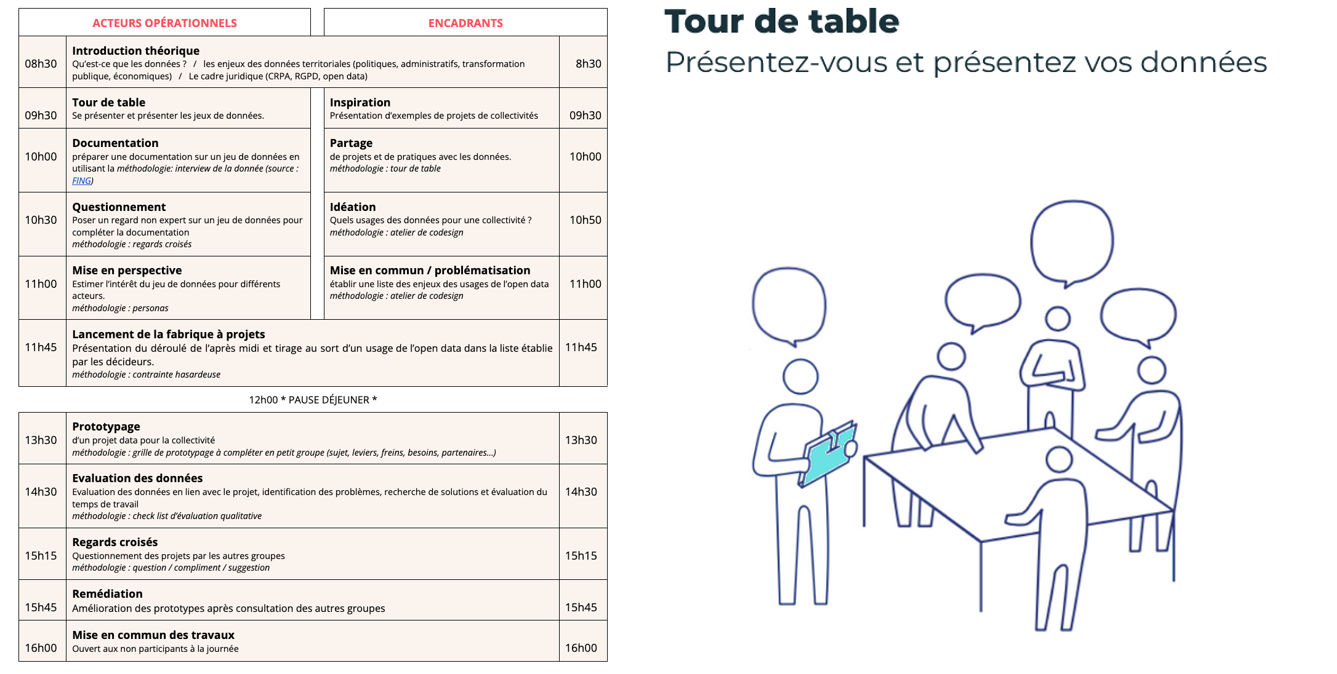 ACTEURS OPÉRATIONNELS
ENCADRANTS
08h30
Introduction théorique
Qu'est-ce que les données ? / les enjeux des données territoriales (politiques, administratifs, transformation
publique, économiques) / Le cadre juridique (CRPA, RGPD, open data)
8h30
09h30
Tour de table
Se présenter et présenter les jeux de données.
Inspiration
Présentation d'exemples de projets de collectivités
09h30
10h00
Documentation
préparer une documentation sur un jeu de données en
utilisant la méthodologie: interview de la donnée (source :
FING)
Partage
de projets et de pratiques avec les données.
méthodologie : tour de table
10h00
10h30
Questionnement
Poser un regard non expert sur un jeu de données pour
compléter la documentation
méthodologie : regards croisés
Idéation
Quels usages des données pour une collectivité ?
méthodologie : atelier de codesign
10h50
11h00
Mise en perspective
Estimer l'intérêt du jeu de données pour différents
acteurs.
méthodologie : personas
Mise en commun / problématisation
établir une liste des enjeux des usages de l'open data
méthodologie : atelier de codesign
11h00
11h45
Lancement de la fabrique à projets
Présentation du déroulé de l'après midi et tirage au sort d'un usage de l'open data dans la liste établie
par les décideurs.
méthodologie : contrainte hasardeuse
11h45
12h00 * PAUSE DÉJEUNER *
13h30
Prototypage
d'un projet data pour la collectivité
méthodologie : grille de prototypage à compléter en petit groupe (sujet, leviers, freins, besoins, partenaires...)
13h30
14h30
Evaluation des données
Evaluation des données en lien avec le projet, identification des problèmes, recherche de solutions et évaluation du
temps de travail
méthodologie : check list d'évaluation qualitative
14h30
15h15
Regards croisés
Questionnement des projets par les autres groupes
méthodologie : question / compliment / suggestion
15h15
15h45
Remédiation
Amélioration des prototypes après consultation des autres groupes
15h45
16h00
Mise en commun des travaux
Ouvert aux non participants à la journée
16h00
Tour de table
Présentez-vous et présentez vos données